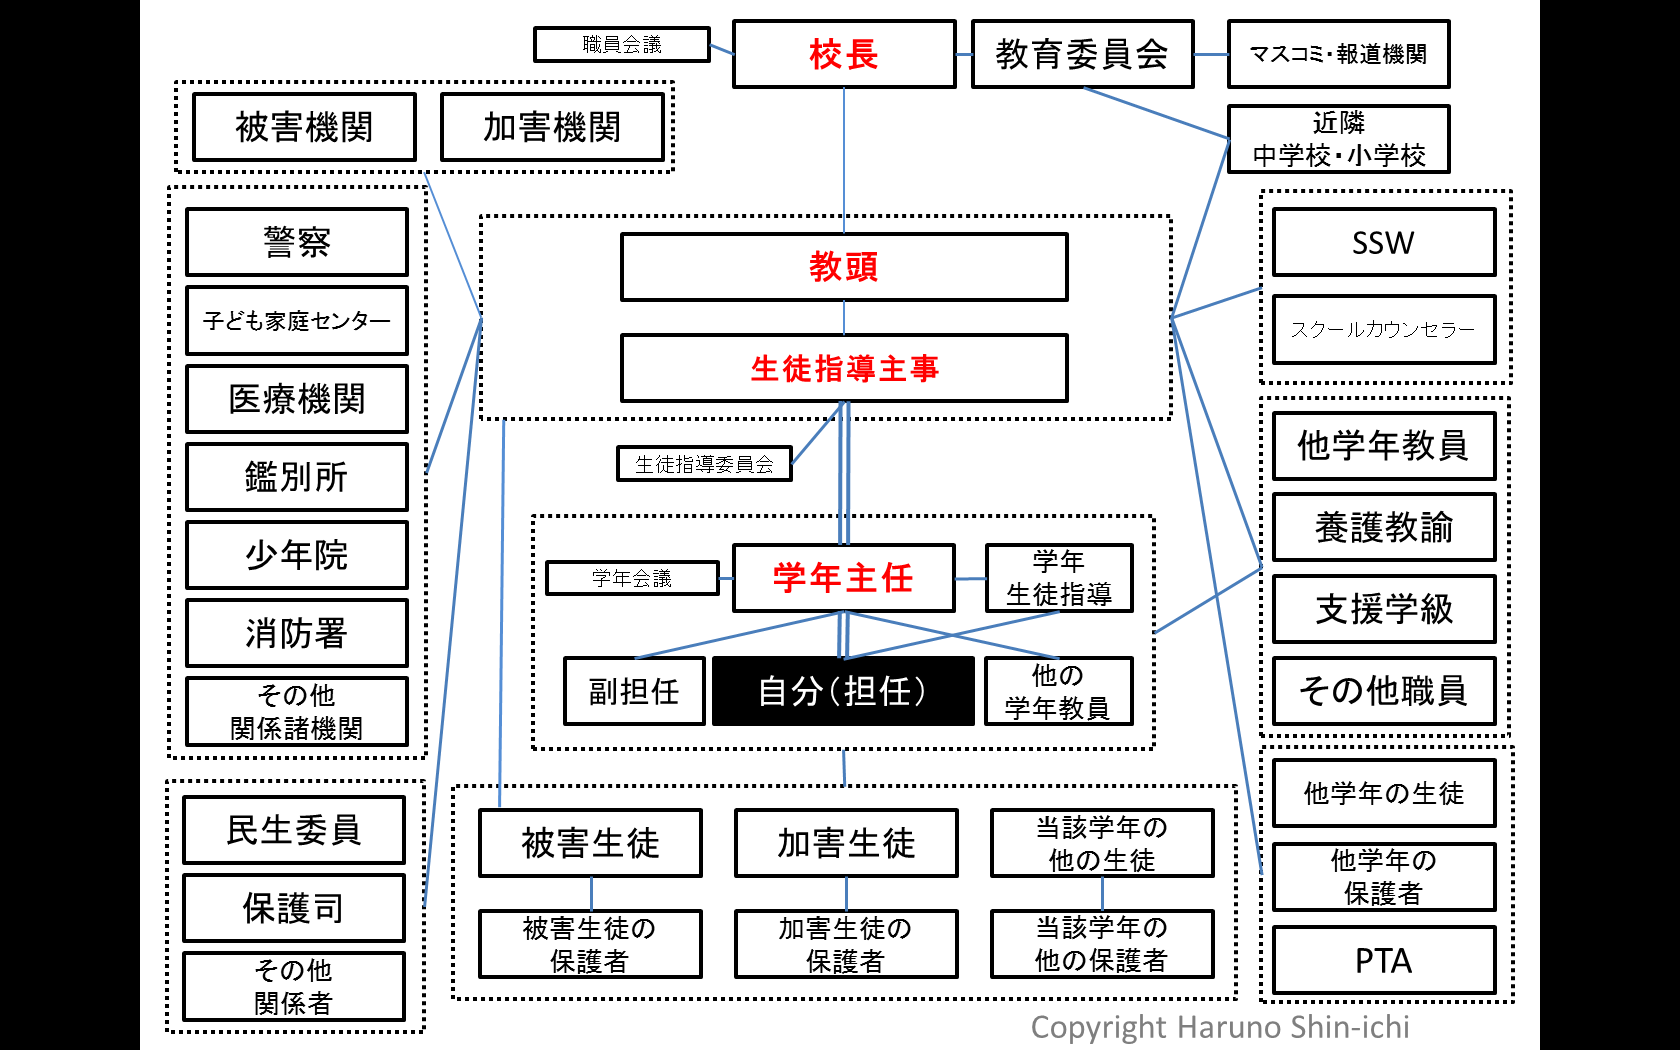 職員会議
校長
教育委員会
マスコミ・報道機関
被害機関
加害機関
近隣
中学校・小学校
警察
子ども家庭センター
医療機関
鑑別所
少年院
消防署
その他
関係諸機関
民生委員
保護司
その他
関係者
教頭
生徒指導主事
生徒指導委員会
学年会議
学年主任
学年
生徒指導
副担任
自分（担任）
他の
学年教員
被害生徒
加害生徒
当該学年の
他の生徒
被害生徒の
保護者
加害生徒の
保護者
当該学年の
他の保護者
SSW
スクールカウンセラー
他学年教員
養護教諭
支援学級
その他職員
他学年の生徒
他学年の
保護者
PTA
Copyright Haruno Shin-ichi